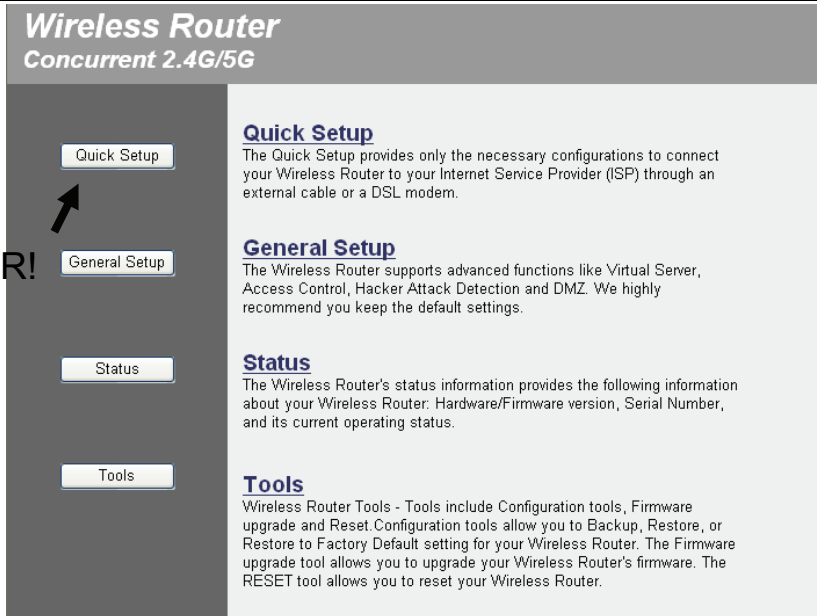 Wireless Router
Concurrent 2.4G/5G
Quick Setup
Quick Setup
The Quick Setup provides only the necessary configurations to connect
your Wireless Router to your Internet Service Provider (ISP) through an
external cable or a DSL modem.
R!
General Setup
General Setup
The Wireless Router supports advanced functions like Virtual Server,
Access Control, Hacker Attack Detection and DMZ. We highly
recommend you keep the default settings.
Status
Status
The Wireless Router's status information provides the following information
about your Wireless Router: Hardware/Firmware version, Serial Number,
and its current operating status.
Tools
Tools
Wireless Router Tools - Tools include Configuration tools, Firmware
upgrade and Reset.Configuration tools allow you to Backup, Restore, or
Restore to Factory Default setting for your Wireless Router. The Firmware
upgrade tool allows you to upgrade your Wireless Router's firmware. The
RESET tool allows you to reset your Wireless Router.